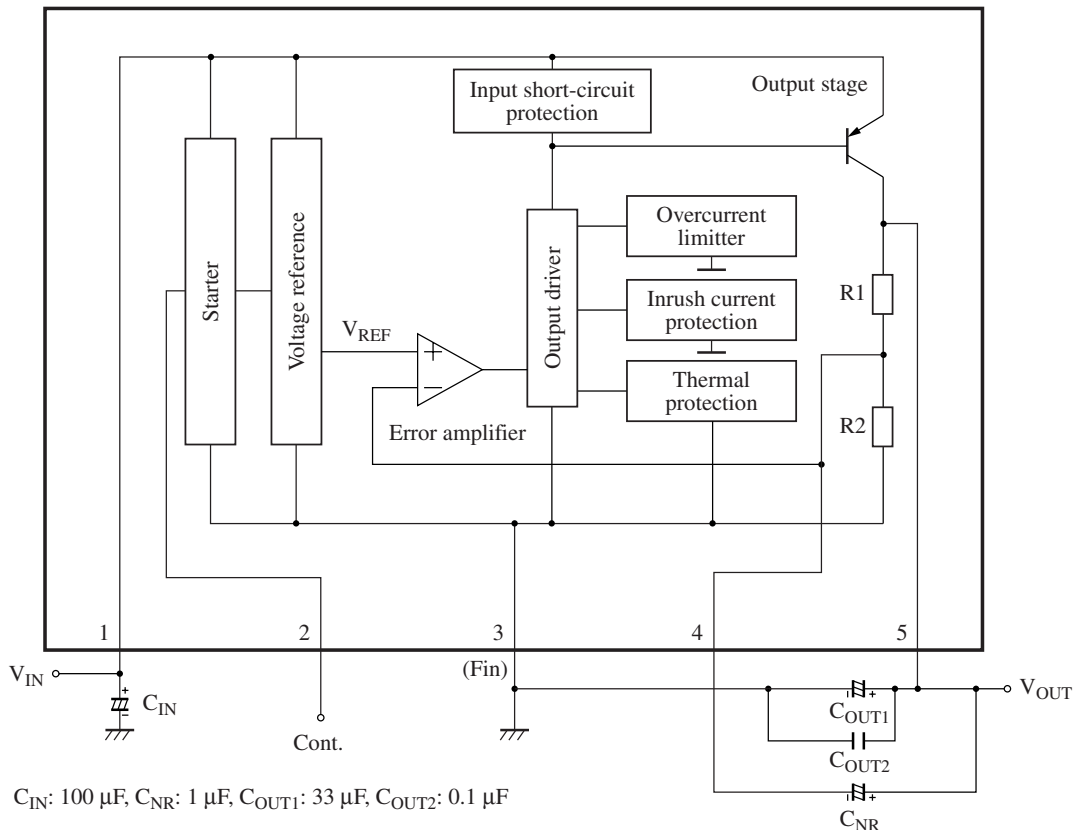 Input short-circuit
protection
Output stage
Starter
Voltage reference
Output driver
Overcurrent
limitter
Inrush current
protection
Thermal
protection
R1
R2
VREF
+
−
Error amplifier
1
2
3
4
5
(Fin)
VIN
+
−
CIN
Cont.
VOUT
− +
COUT1
COUT2
− +
CNR
CIN: 100 µF, CNR: 1 µF, COUT1: 33 µF, COUT2: 0.1 µF